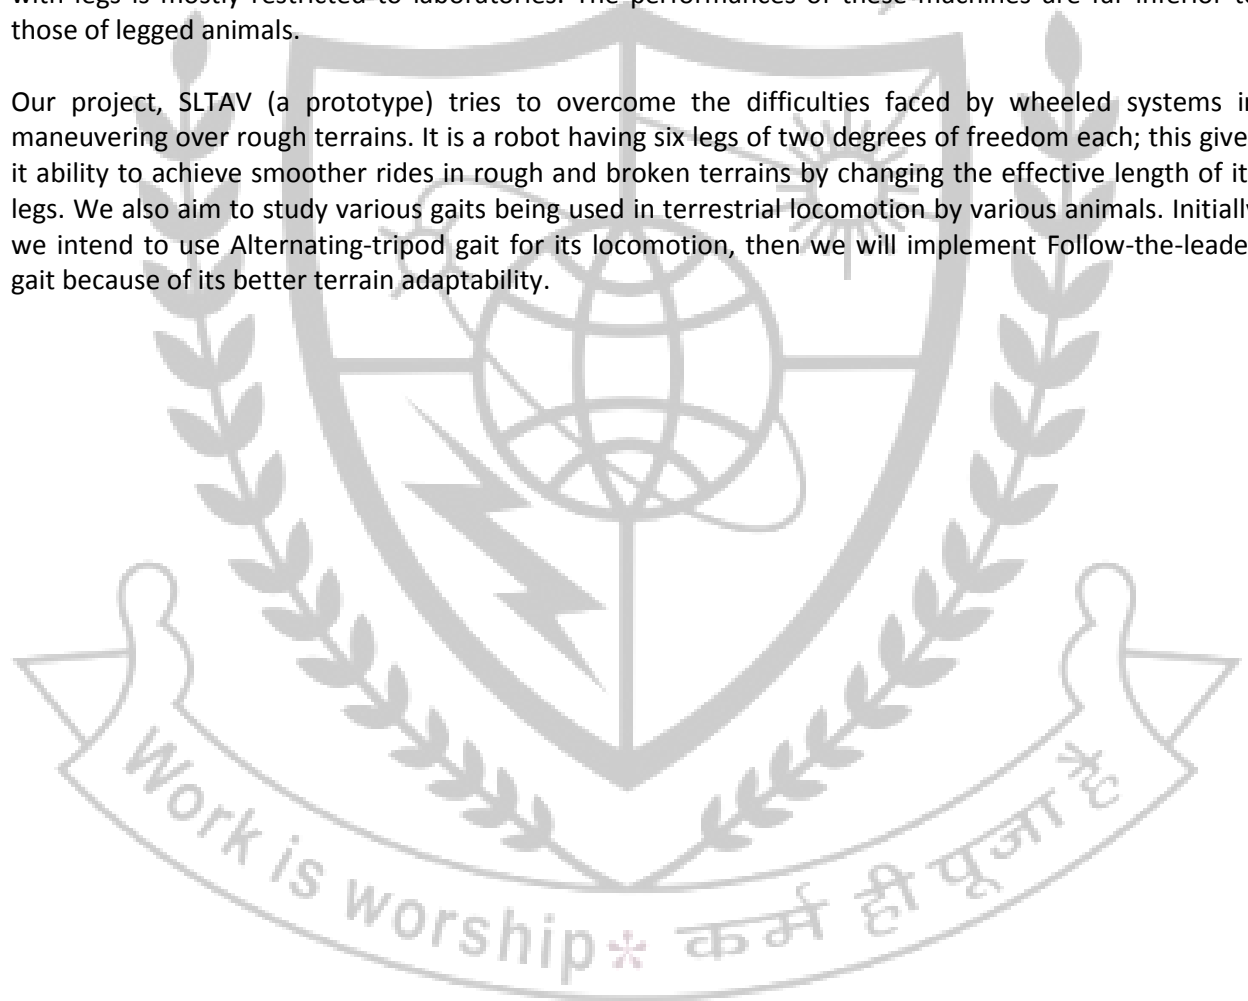 with legs is mostly restricted to laboratories. The performances of these machines are far inferior to
those of legged animals.
Our project, SLTAV (a prototype) tries to overcome the difficulties faced by wheeled systems in
maneuvering over rough terrains. It is a robot having six legs of two degrees of freedom each; this give
it ability to achieve smoother rides in rough and broken terrains by changing the effective length of it
legs. We also aim to study various gaits being used in terrestrial locomotion by various animals. Initially
we intend to use Alternating-tripod gait for its locomotion, then we will implement Follow-the-leade
gait because of its better terrain adaptability.
Work is worship* कर्म ही पूजा है